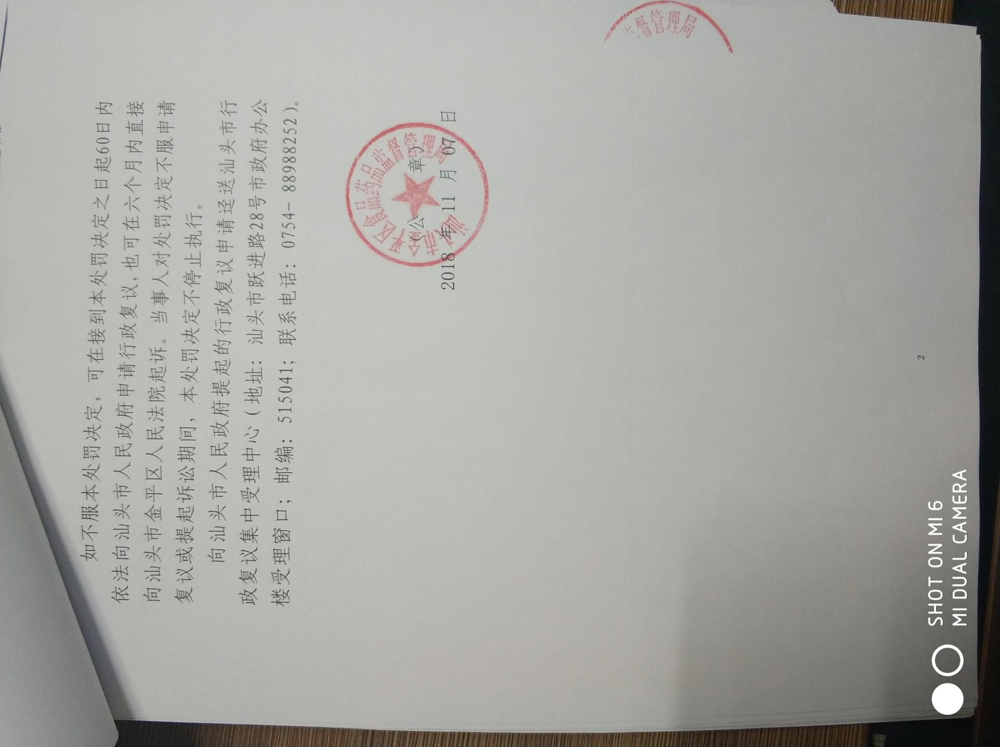 如不服本处罚决定，可在接到本处罚决定之日起60日内
依法向汕头市人民政府申请行政复议,也可在六个月内直接
向汕头市金平区人民法院起诉。当事人对处罚决定不服申请
复议或提起诉讼期间，本处罚决定不停止执行。
向汕头市人民政府提起的行政复议申请迳送汕头市行
政复议集中受理中心（地址：汕头市跃进路28号市政府办公
楼受理窗口；邮编：515041；联系电话：0754-88988252）。
汕头市金平区食品药品监督管理局
（公 章）
2018 年 11 月 07 日
督管理局
2
SHOT ON MI 6
MI DUAL CAMERA